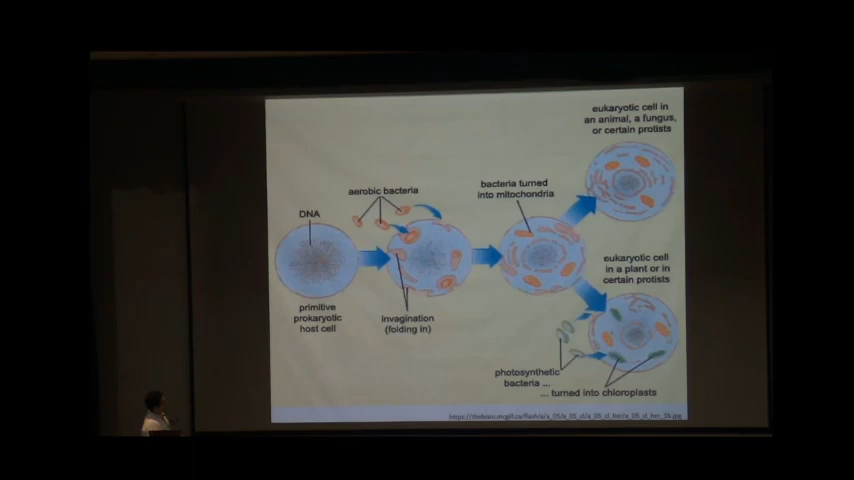 eukaryotic cell in
an animal, a fungus,
or certain protists
bacteria turned
into mitochondria
aerobic bacteria
DNA
eukaryotic cell
in a plant or in
certain protists
primitive
prokaryotic
host cell
invagination
(folding in)
photosynthetic
bacteria ...
... turned into chloroplasts